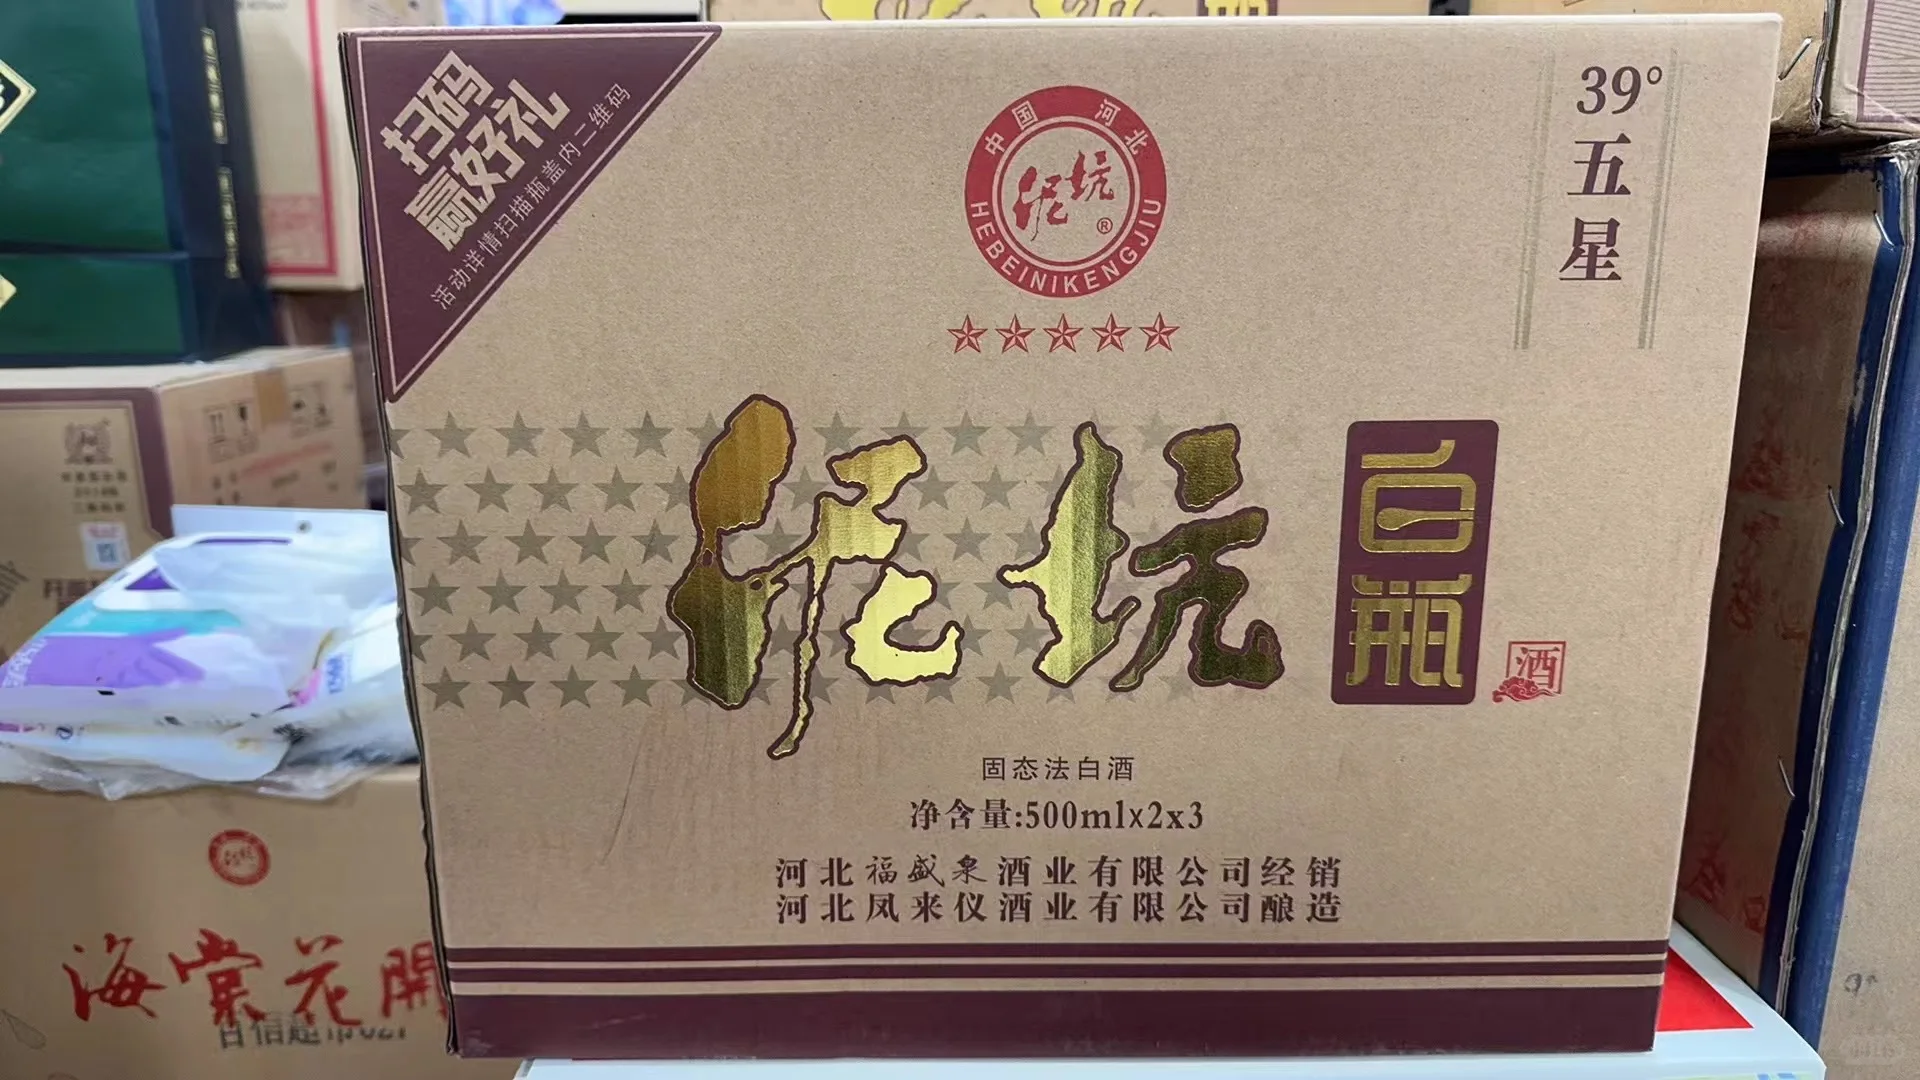 扫码
赢好礼
活动详情扫描瓶盖内二维码
中国 河北
泥坑
®
HEBEINIKENGJIU
39°
五星
泥坑
白瓶
酒
固态法白酒
净含量:500mlx2x3
河北福盛泉酒业有限公司经销
河北凤来仪酒业有限公司酿造
海棠花開